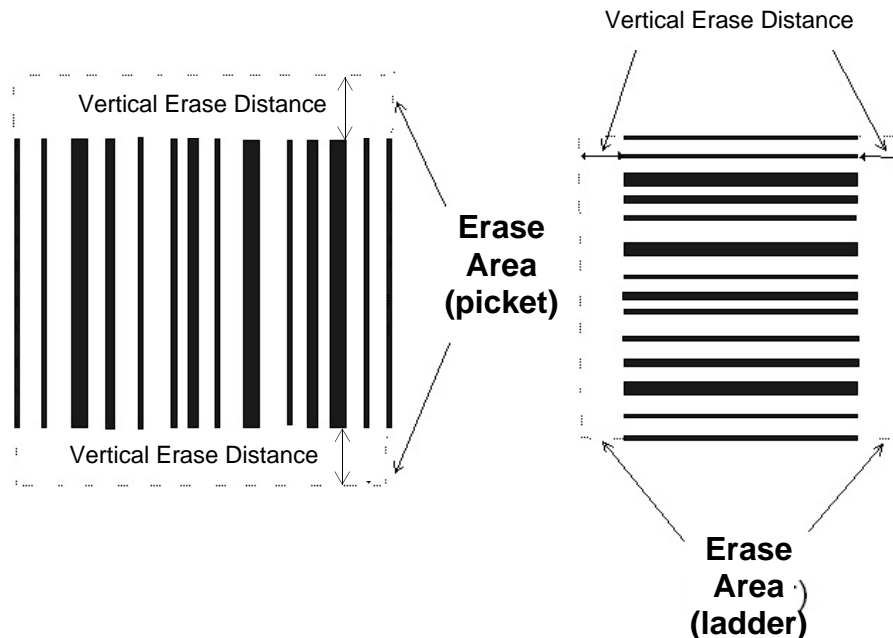 Vertical Erase Distance
Vertical Erase Distance
Erase
Area
(picket)
Vertical Erase Distance
Erase
Area
(ladder)